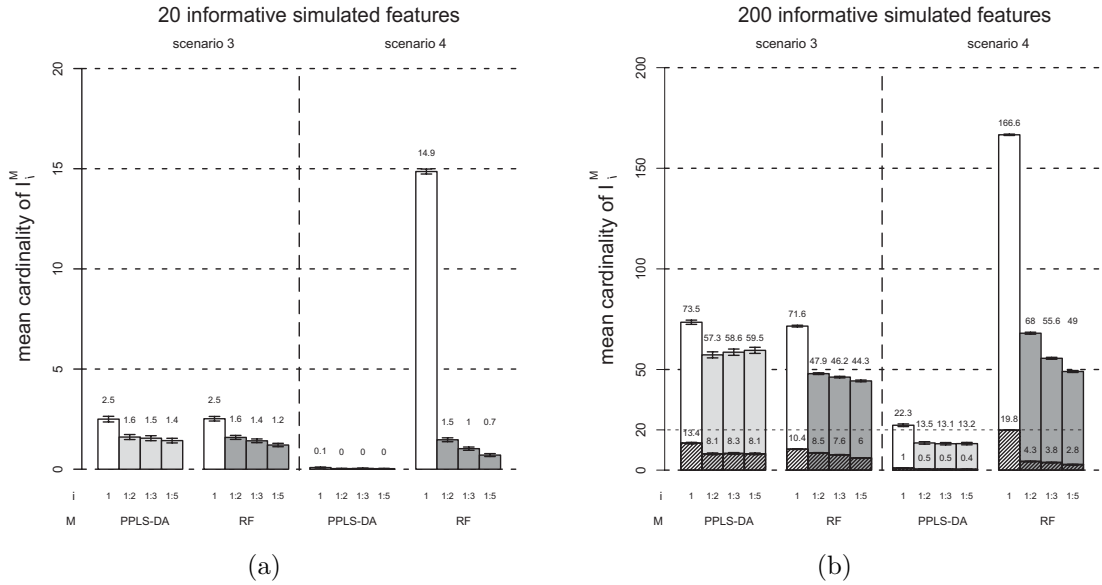 20 informative simulated features
scenario 3 scenario 4
mean cardinality of I_i^M
20
15
10
5
0
2.5 1.6 1.5 1.4 2.5 1.6 1.4 1.2 0.1 0 0 0 14.9 1.5 1 0.7
i 1 1:2 1:3 1:5 1 1:2 1:3 1:5 1 1:2 1:3 1:5 1 1:2 1:3 1:5
M PPLS-DA RF PPLS-DA RF
(a)
200 informative simulated features
scenario 3 scenario 4
mean cardinality of I_i^M
200
150
100
50
20
0
73.5 57.3 58.6 59.5 71.6 47.9 46.2 44.3 22.3 13.5 13.1 13.2 166.6 68 55.6 49
13.4 8.1 8.3 8.1 10.4 8.5 7.6 6 1 0.5 0.5 0.4 19.8 4.3 3.8 2.8
i 1 1:2 1:3 1:5 1 1:2 1:3 1:5 1 1:2 1:3 1:5 1 1:2 1:3 1:5
M PPLS-DA RF PPLS-DA RF
(b)